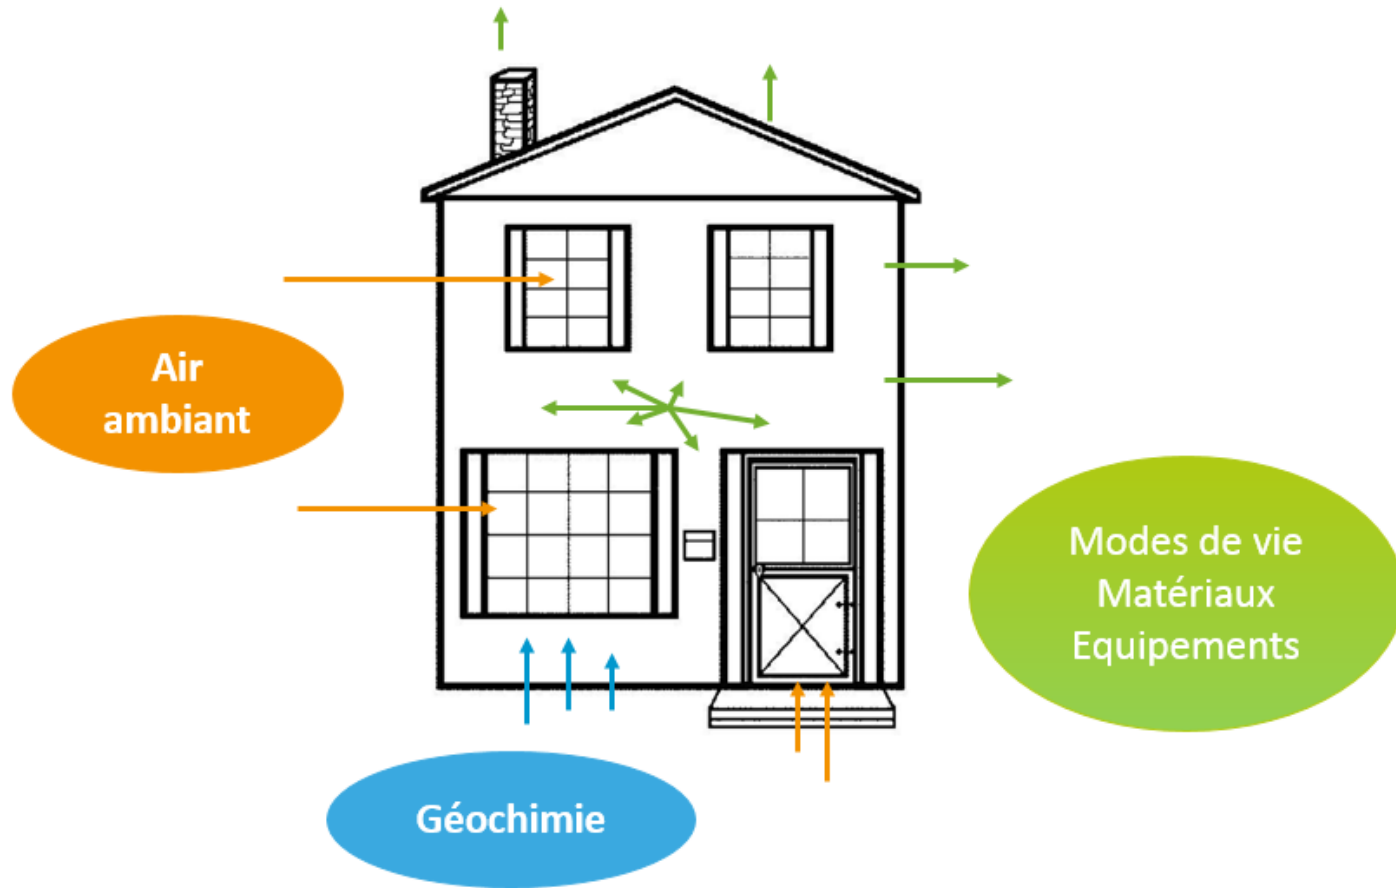 Air
ambiant
Modes de vie
Matériaux
Equipements
Géochimie